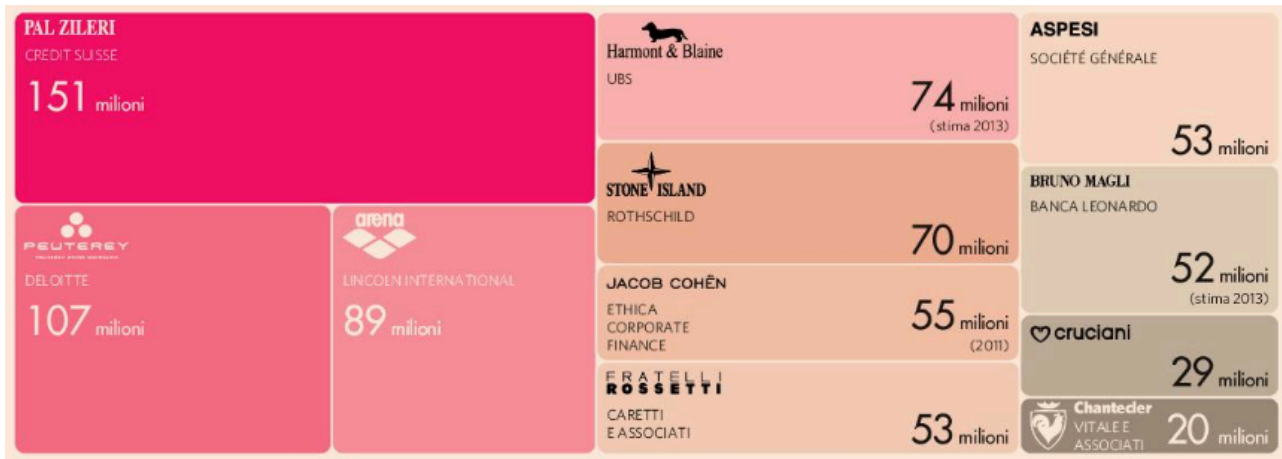 PAL ZILERI
CREDIT SUISSE
151 milioni
PEUTEREY
DELOITTE
107 milioni
arena
LINCOLN INTERNATIONAL
89 milioni
Harmont & Blaine
UBS
74 milioni
(stima 2013)
STONE ISLAND
ROTHSCHILD
70 milioni
JACOB COHËN
ETHICA
CORPORATE
FINANCE
55 milioni
(2011)
FRATELLI
ROSSETTI
CARETTI
E ASSOCIATI
53 milioni
ASPESI
SOCIÉTÉ GÉNÉRALE
53 milioni
BRUNO MAGLI
BANCA LEONARDO
52 milioni
(stima 2013)
cruciani
29 milioni
Chantecler
VITALE E
ASSOCIATI
20 milioni